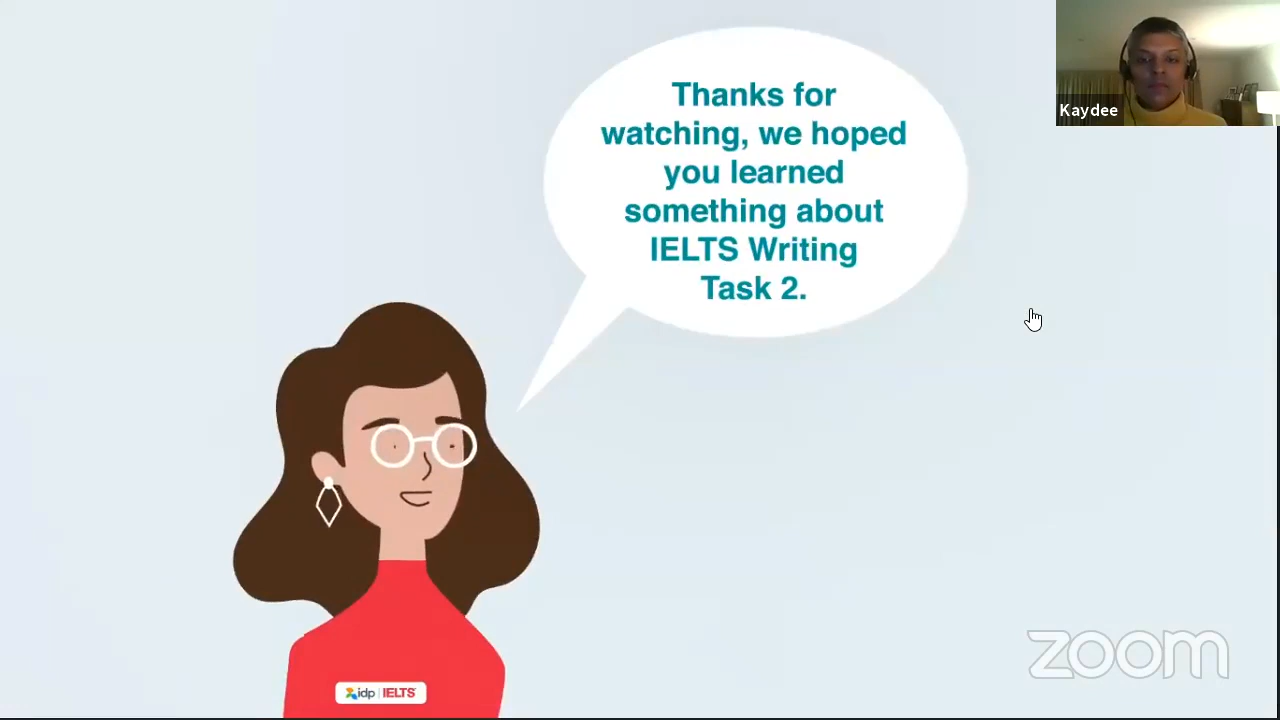 Thanks for
watching, we hoped
you learned
something about
IELTS Writing
Task 2.
Kaydee
idp | IELTS
zoom